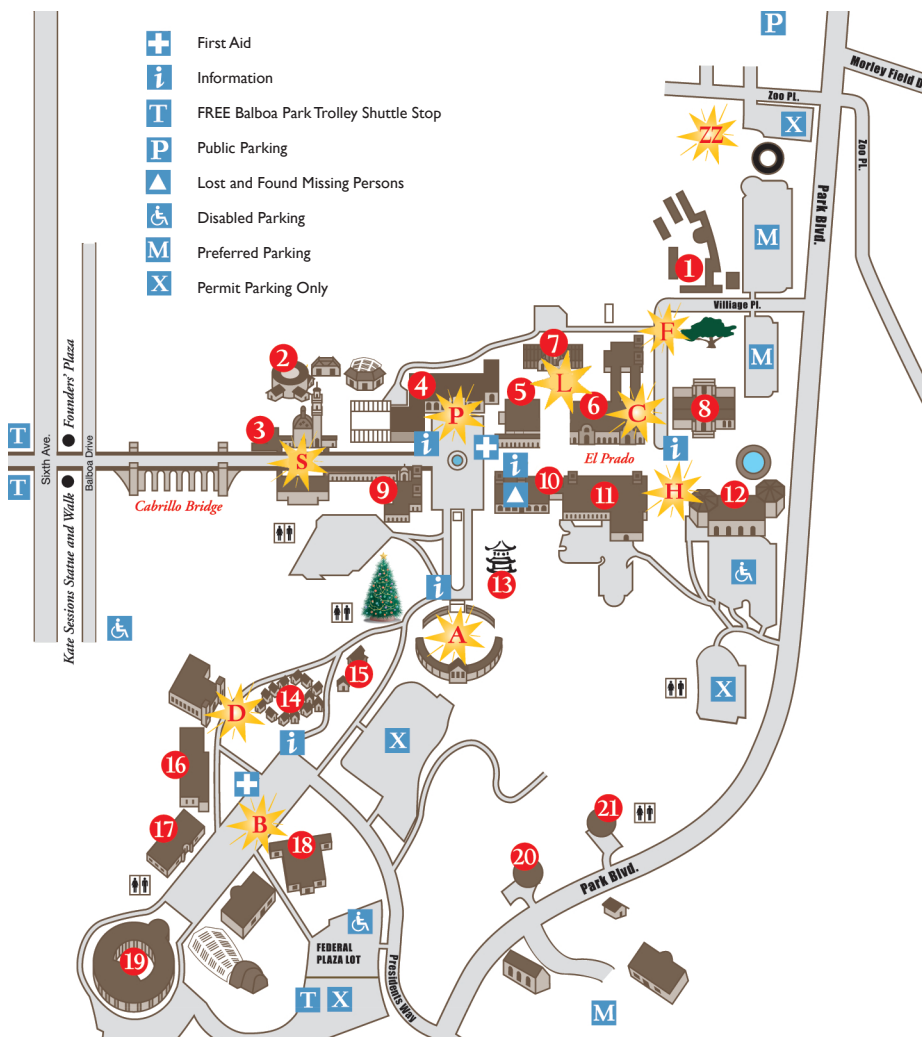 P
First Aid
i
Information
T
FREE Balboa Park Trolley Shuttle Stop
P
Public Parking
Lost and Found Missing Persons
Disabled Parking
M
Preferred Parking
X
Permit Parking Only
Morley Field D
Zoo Pl.
X
ZZ
Zoo Pl.
Park Blvd.
M
1
Villiage Pl.
F
M
2
7
4
L
5
6
P
C
8
3
i
i
T
Sixth Ave.
Founders' Plaza
Balboa Drive
S
i
El Prado
T
Cabrillo Bridge
9
10
11
H
12
Kate Sessions Statue and Walk
13
i
A
15
14
D
i
X
X
16
B
17
18
21
20
Park Blvd.
19
FEDERAL
PLAZA LOT
Presidents Way
T
X
M